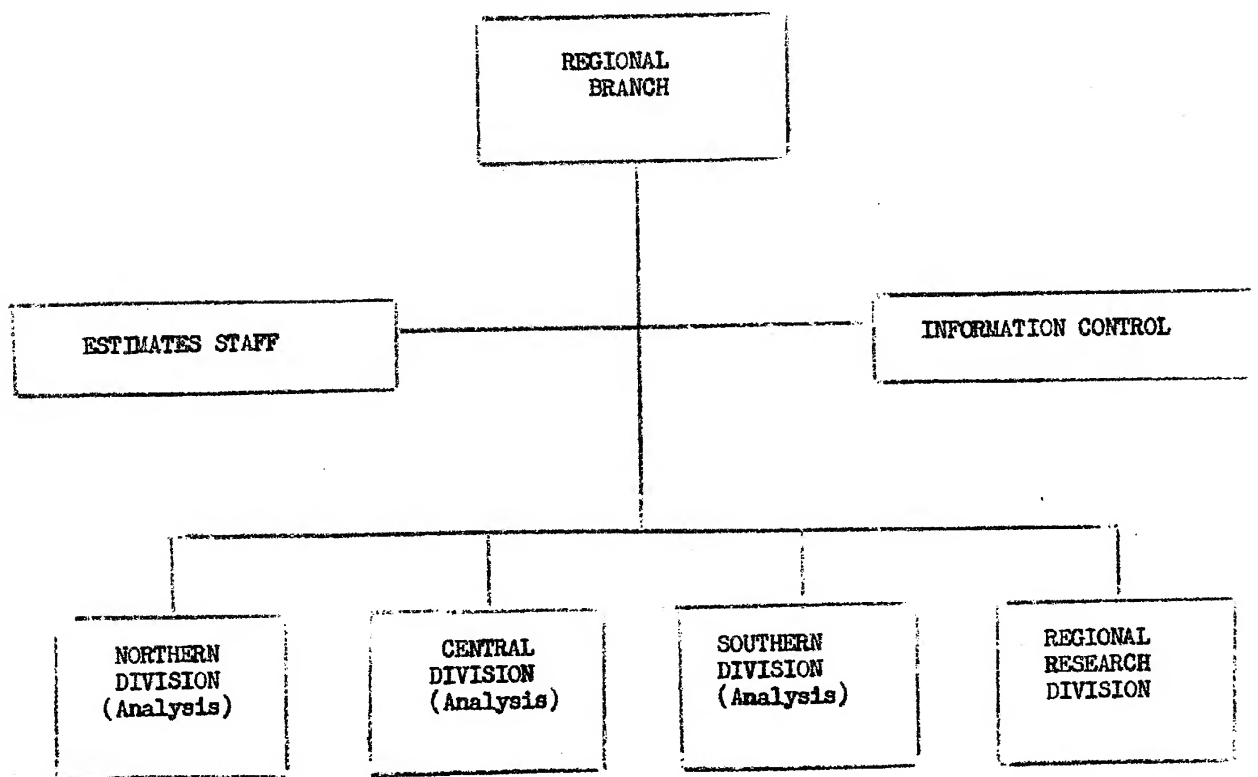 REGIONAL
BRANCH
ESTIMATES STAFF
INFORMATION CONTROL
NORTHERN
DIVISION
(Analysis)
CENTRAL
DIVISION
(Analysis)
SOUTHERN
DIVISION
(Analysis)
REGIONAL
RESEARCH
DIVISION